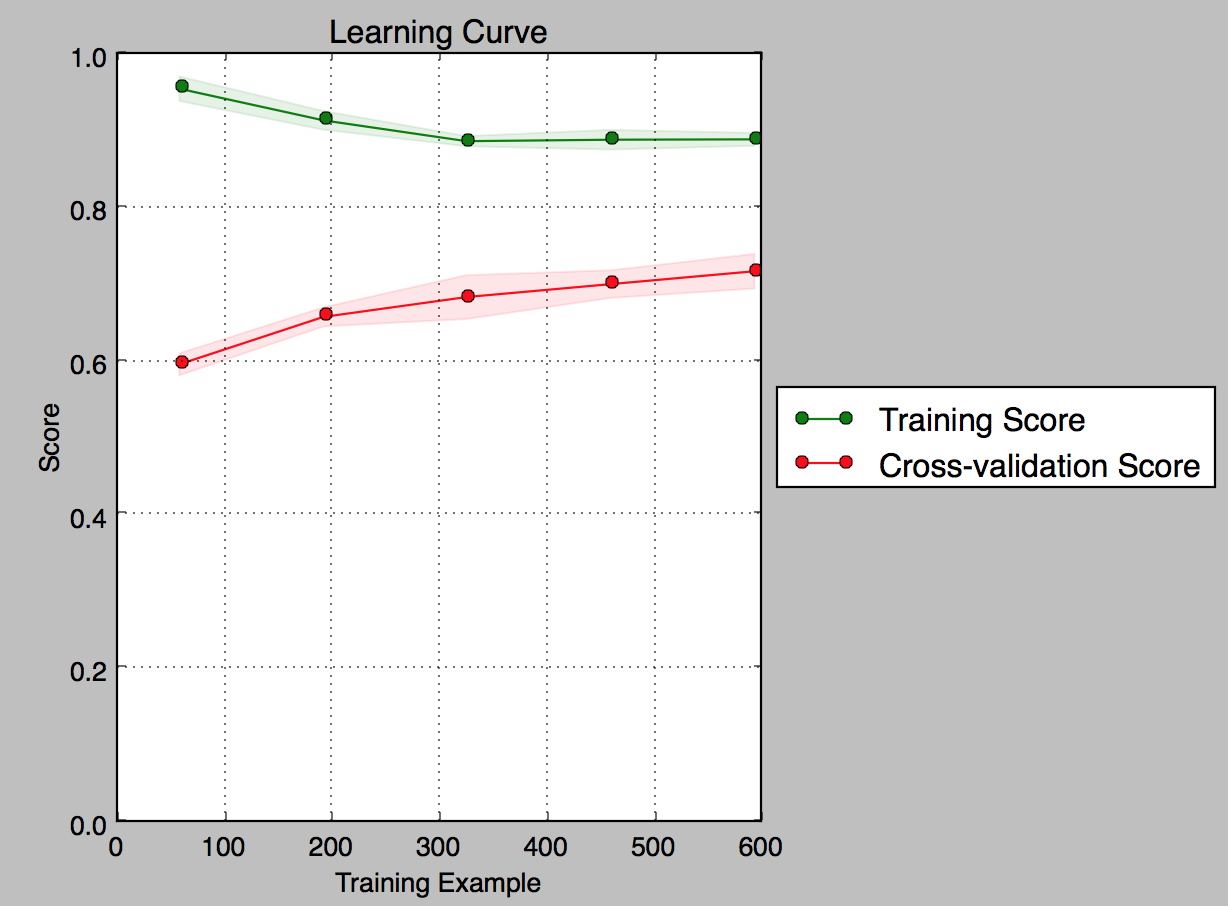 Learning Curve
1.0
0.8
0.6
0.4
0.2
0.0
Score
0 100 200 300 400 500 600
Training Example
Training Score
Cross-validation Score